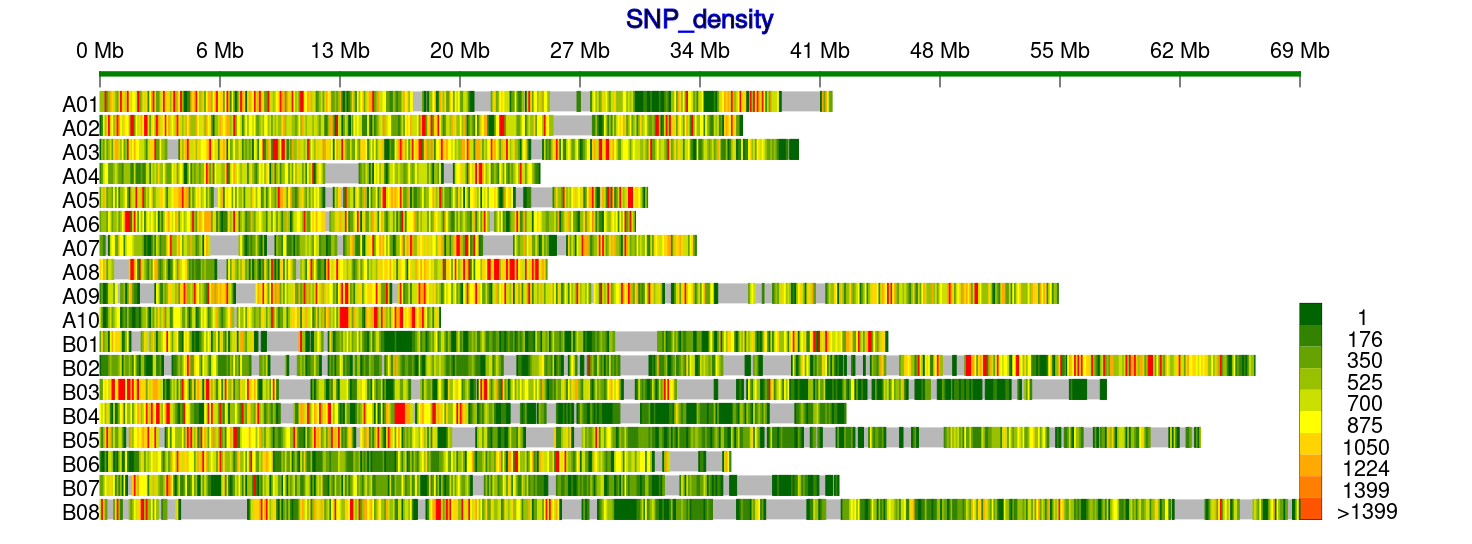 SNP_density
0 Mb 6 Mb 13 Mb 20 Mb 27 Mb 34 Mb 41 Mb 48 Mb 55 Mb 62 Mb 69 Mb
A01
A02
A03
A04
A05
A06
A07
A08
A09
A10
B01
B02
B03
B04
B05
B06
B07
B08
1
176
350
525
700
875
1050
1224
1399
>1399